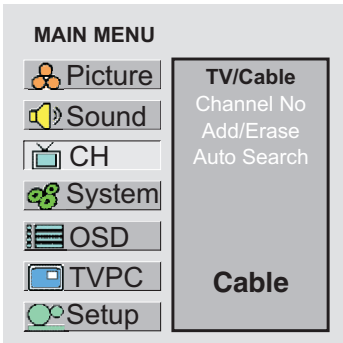 MAIN MENU
Picture
Sound
CH
System
OSD
TVPC
Setup
TV/Cable
Channel No
Add/Erase
Auto Search
Cable